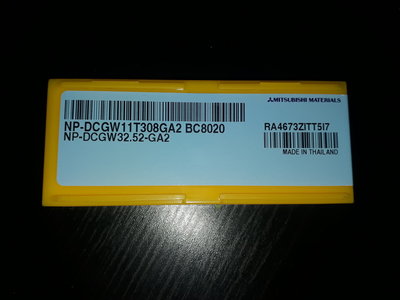 MITSUBISHI MATERIALS
NP-DCGW11T308GA2 BC8020
NP-DCGW32.52-GA2
RA4673ZITT5I7
MADE IN THAILAND